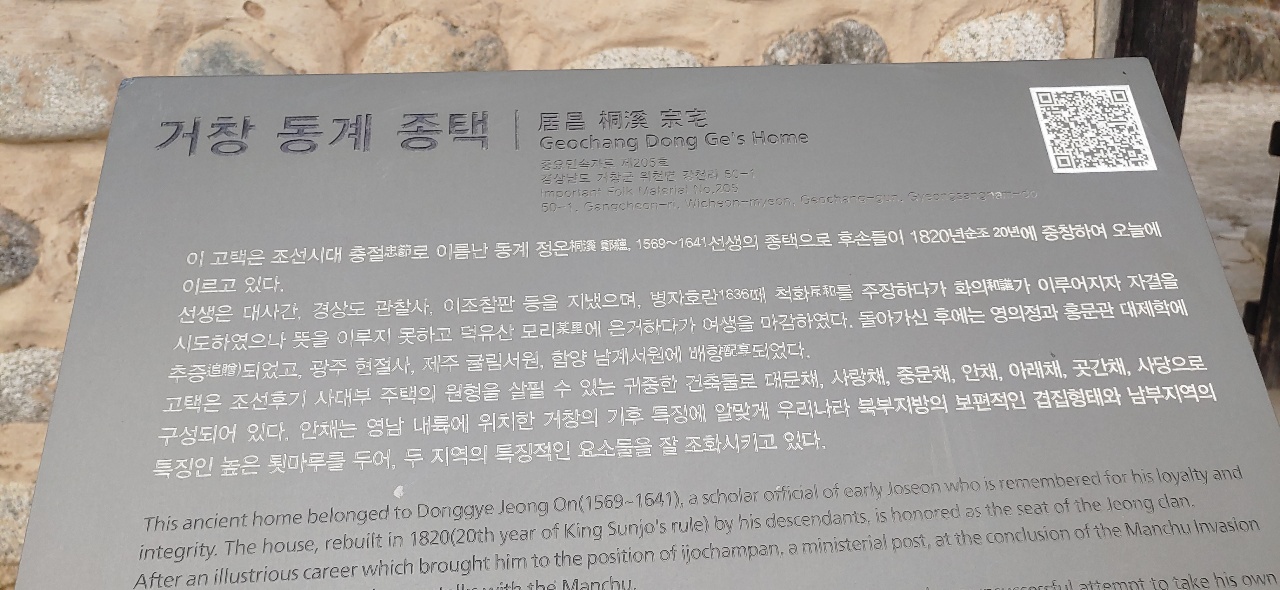 거창 동계 종택
居昌 桐溪 宗宅
Geochang Dong Ge's Home
중요민속자료 제205호
경상남도 거창군 위천면 강천리 50-1
Important Folk Material No.205
50-1, Gangcheon-ri, Wicheon-myeon, Geochang-gun, Gyeongsangnam-do
이 고택은 조선시대 충절忠節로 이름난 동계 정온桐溪 鄭蘊, 1569~1641선생의 종택으로 후손들이 1820년순조 20년에 중창하여 오늘에
이르고 있다.
선생은 대사간, 경상도 관찰사, 이조참판 등을 지냈으며, 병자호란1636때 척화斥和를 주장하다가 화의和議가 이루어지자 자결을
시도하였으나 뜻을 이루지 못하고 덕유산 모리某里에 은거하다가 여생을 마감하였다. 돌아가신 후에는 영의정과 홍문관 대제학에
추증追贈)되었고, 광주 현절사, 제주 귤림서원, 함양 남계서원에 배향配享되었다.
고택은 조선후기 사대부 주택의 원형을 살필 수 있는 귀중한 건축물로 대문채, 사랑채, 중문채, 안채, 아래채, 곳간채, 사당으로
구성되어 있다. 안채는 영남 내륙에 위치한 거창의 기후 특징에 알맞게 우리나라 북부지방의 보편적인 겹집형태와 남부지역의
특징인 높은 툇마루를 두어, 두 지역의 특징적인 요소들을 잘 조화시키고 있다.
This ancient home belonged to Donggye Jeong On(1569~1641), a scholar official of early Joseon who is remembered for his loyalty and
integrity. The house, rebuilt in 1820(20th year of King Sunjo's rule) by his descendants, is honored as the seat of the Jeong clan.
After an illustrious career which brought him to the position of ijochampan, a ministerial post, at the conclusion of the Manchu Invasion
talks with the Manchu. unsuccessful attempt to take his own